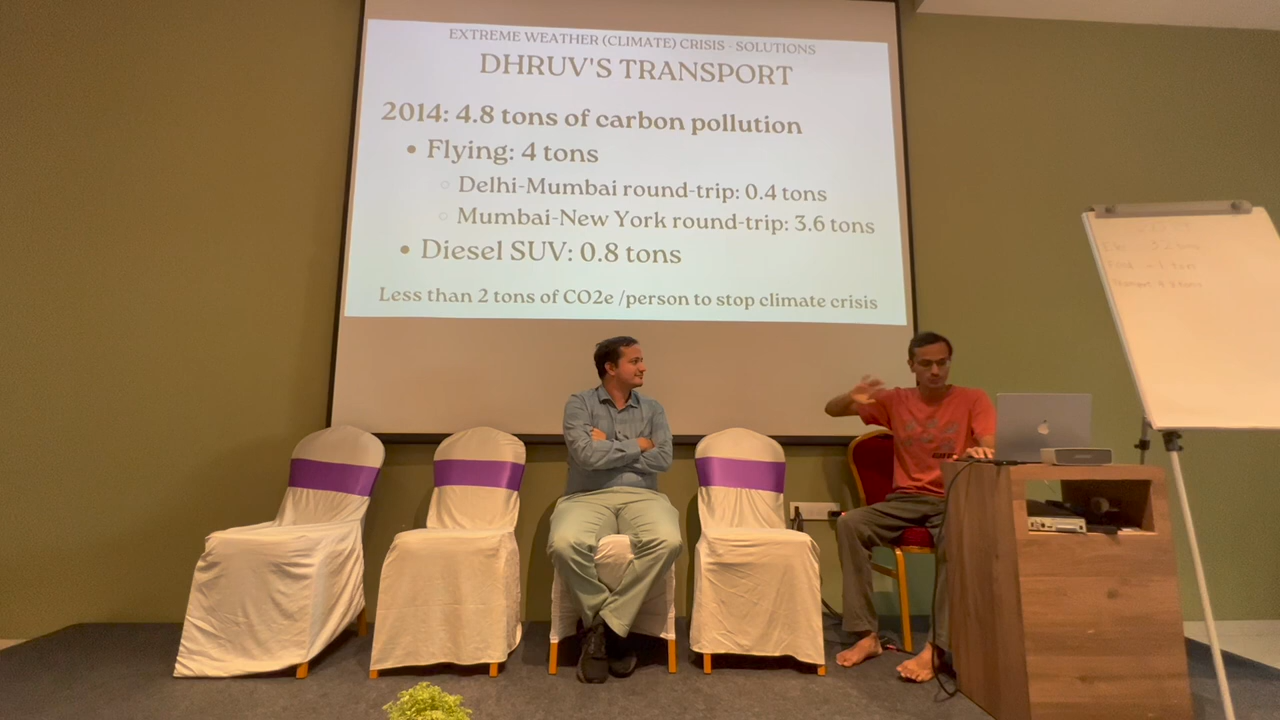 EXTREME WEATHER (CLIMATE) CRISIS - SOLUTIONS
DHRUV'S TRANSPORT
2014: 4.8 tons of carbon pollution
• Flying: 4 tons
○ Delhi-Mumbai round-trip: 0.4 tons
○ Mumbai-New York round-trip: 3.6 tons
• Diesel SUV: 0.8 tons
Less than 2 tons of CO2e /person to stop climate crisis